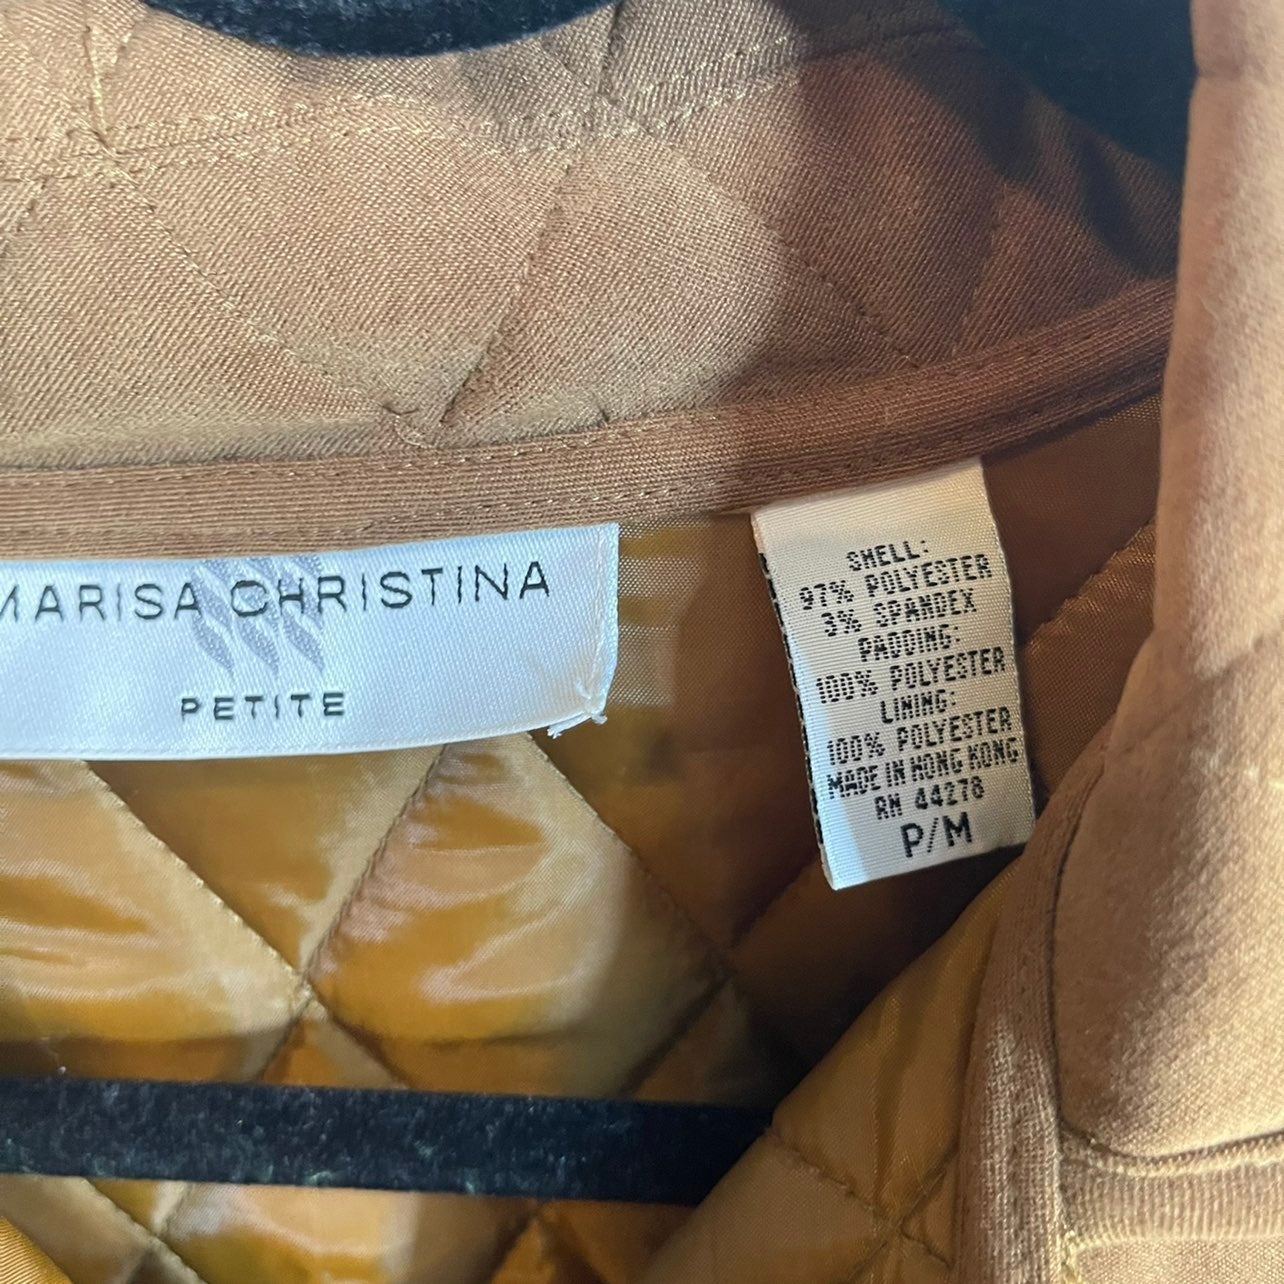 MARISA CHRISTINA
PETITE
SHELL:
97% POLYESTER
3% SPANDEX
PADDING:
100% POLYESTER
LINING:
100% POLYESTER
MADE IN HONG KONG
RN 44278
P/M